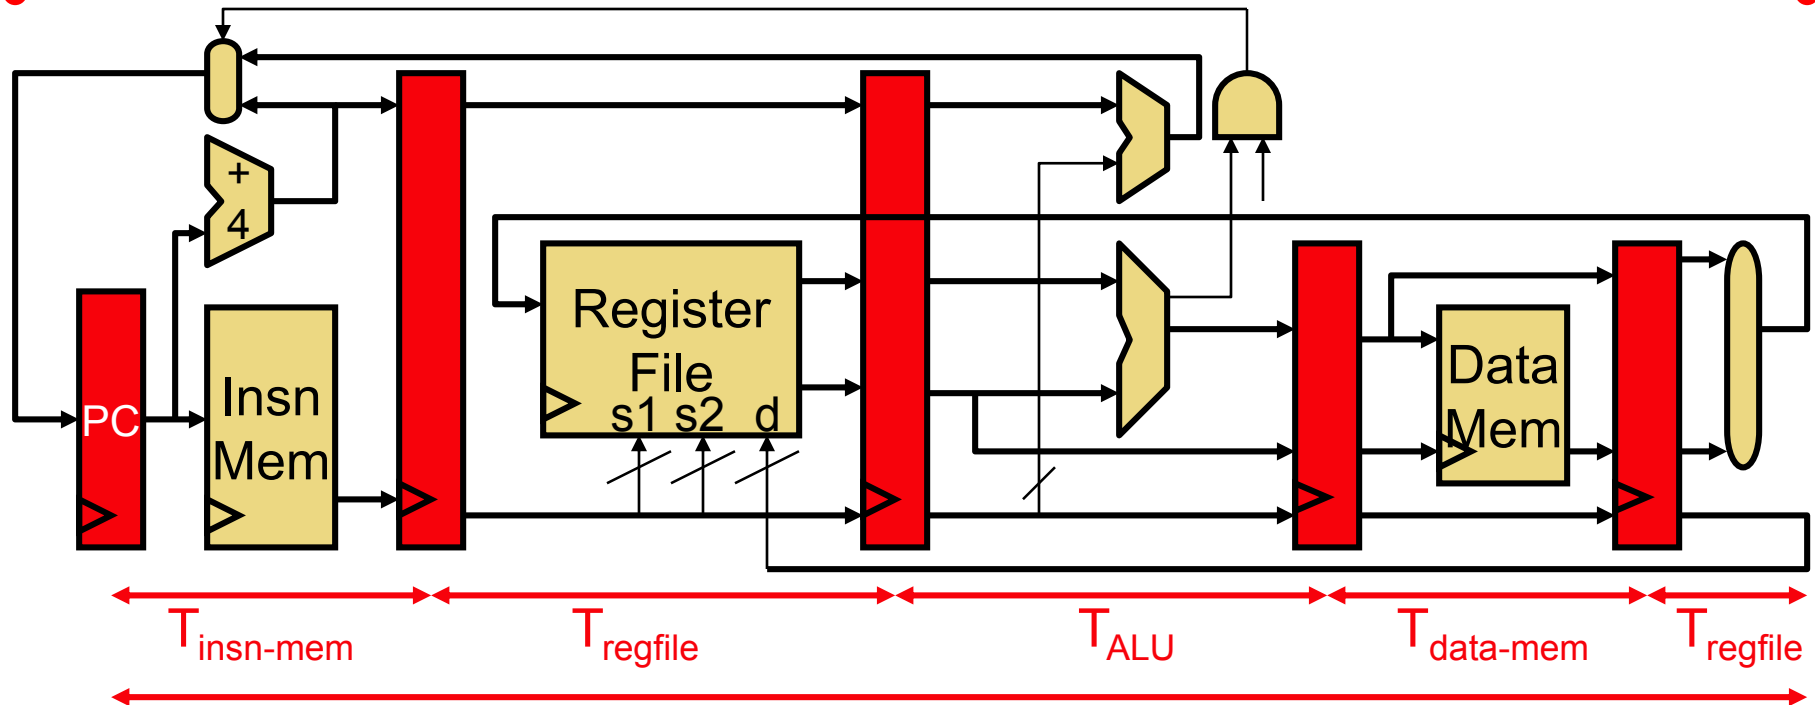 +
4
PC
Insn
Mem
Register
File
s1 s2 d
Data
Mem
T insn-mem
T regfile
T ALU
T data-mem
T regfile